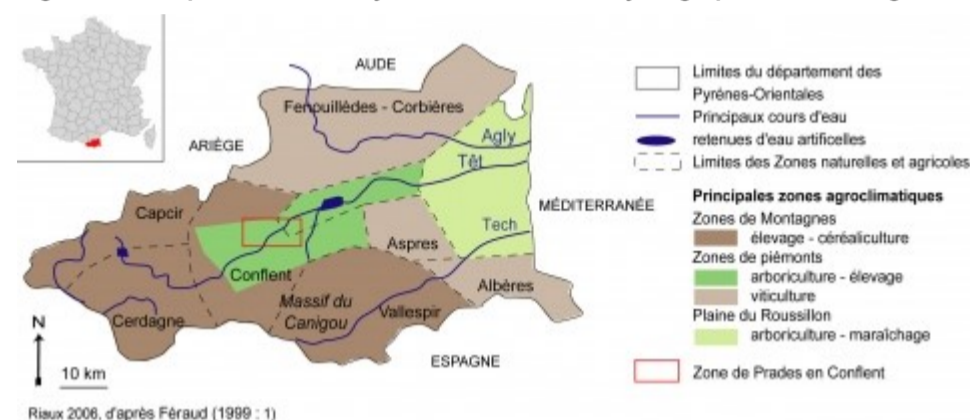 AUDE
Fenouillèdes - Corbières
ARIÈGE
Agly
Têt
Capcir
MÉDITERRANÉE
Tech
Aspres
Conflent
Albères
Massif du
Canigou
Vallespir
Cerdagne
N
ESPAGNE
10 km
Riaux 2006, d'après Féraud (1999 : 1)
Limites du département des
Pyrénes-Orientales
Principaux cours d'eau
retenues d'eau artificelles
Limites des Zones naturelles et agricoles
Principales zones agroclimatiques
Zones de Montagnes
élevage - céréaliculture
Zones de pièmonts
arboriculture - élevage
viticulture
Plaine du Roussillon
arboriculture - maraîchage
Zone de Prades en Conflent